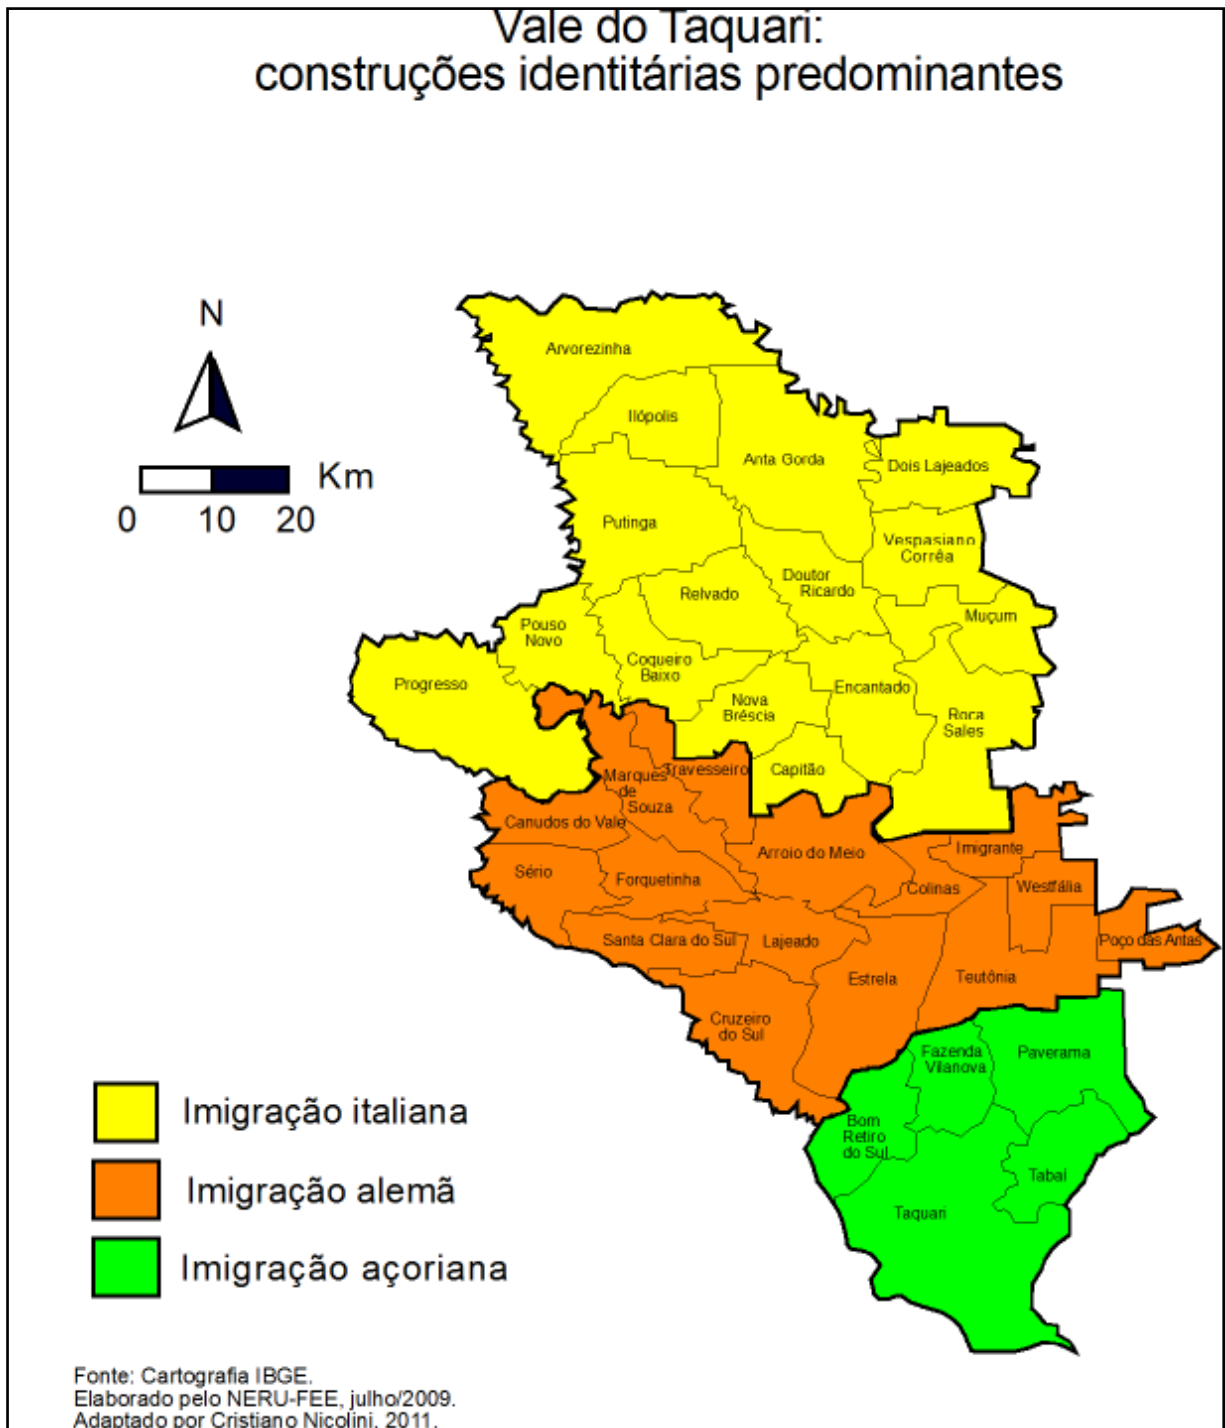 Vale do Taquari:
construções identitárias predominantes
N
Km
0 10 20
Arvorezinha
Ilópolis
Anta Gorda
Dois Lajeados
Putinga
Vespasiano
Corrêa
Doutor
Ricardo
Relvado
Muçum
Pouso
Novo
Coqueiro
Baixo
Progresso
Encantado
Nova
Bréscia
Roca
Sales
Capitão
Travesseiro
Marques
de
Souza
Canudos do Vale
Arroio do Meio
Imigrante
Sério
Forquetinha
Colinas
Westfália
Santa Clara do Sul
Lajeado
Poço das Antas
Estrela
Teutônia
Cruzeiro
do Sul
Fazenda
Vilanova
Paverama
Bom
Retiro
do Sul
Tabaí
Taquari
Imigração italiana
Imigração alemã
Imigração açoriana
Fonte: Cartografia IBGE.
Elaborado pelo NERU-FEE, julho/2009.
Adaptado por Cristiano Nicolini, 2011.